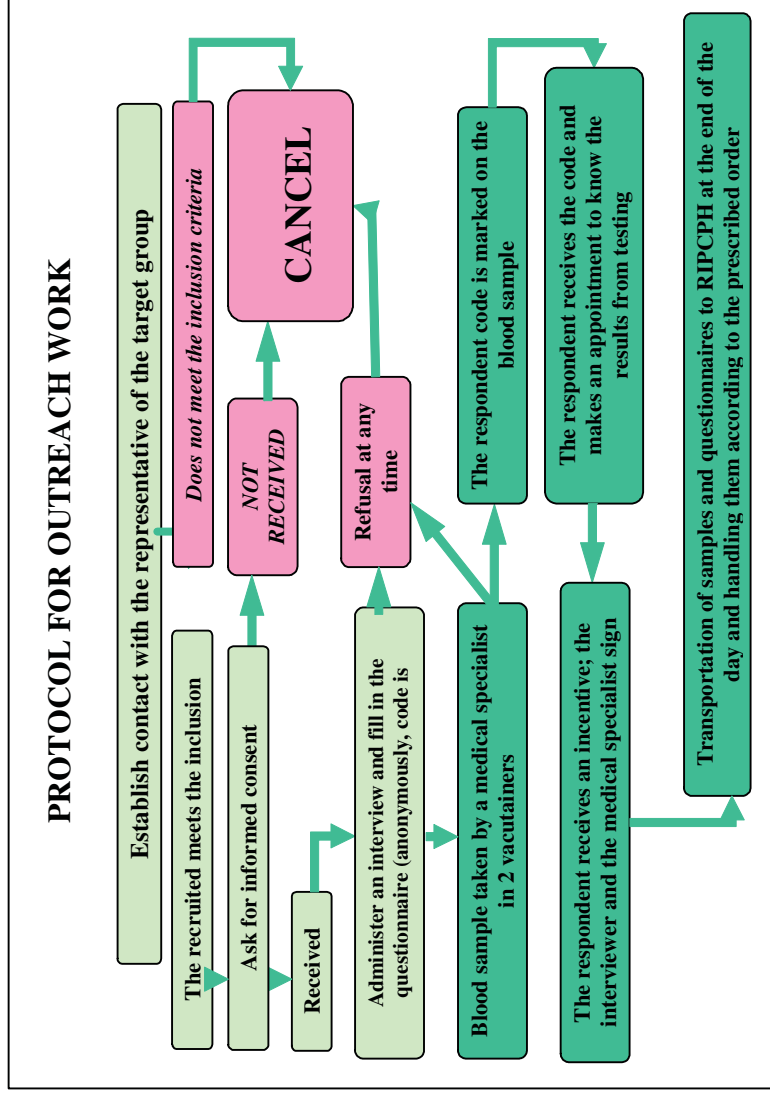 PROTOCOL FOR OUTREACH WORK
Establish contact with the representative of the target group
The recruited meets the inclusion
Does not meet the inclusion criteria
Ask for informed consent
NOT
RECEIVED
CANCEL
Received
Administer an interview and fill in the
questionnaire (anonymously, code is
Refusal at any
time
Blood sample taken by a medical specialist
in 2 vacutainers
The respondent code is marked on the
blood sample
The respondent receives the code and
makes an appointment to know the
results from testing
The respondent receives an incentive; the
interviewer and the medical specialist sign
Transportation of samples and questionnaires to RIPCPH at the end of the
day and handling them according to the prescribed order